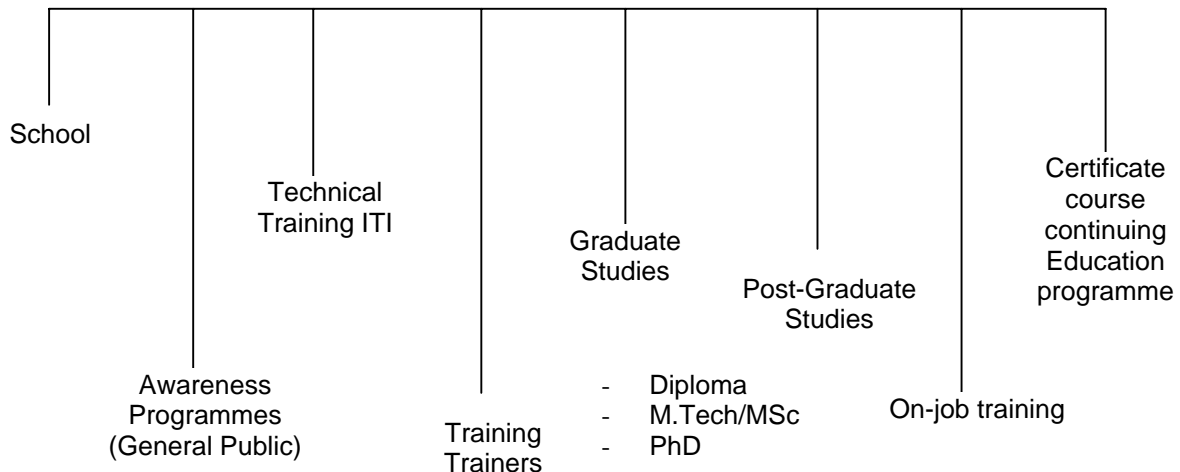 School
Technical
Training ITI
Graduate
Studies
Post-Graduate
Studies
Certificate
course
continuing
Education
programme
Awareness
Programmes
(General Public)
Training
Trainers
- Diploma
- M.Tech/MSc
- PhD
On-job training